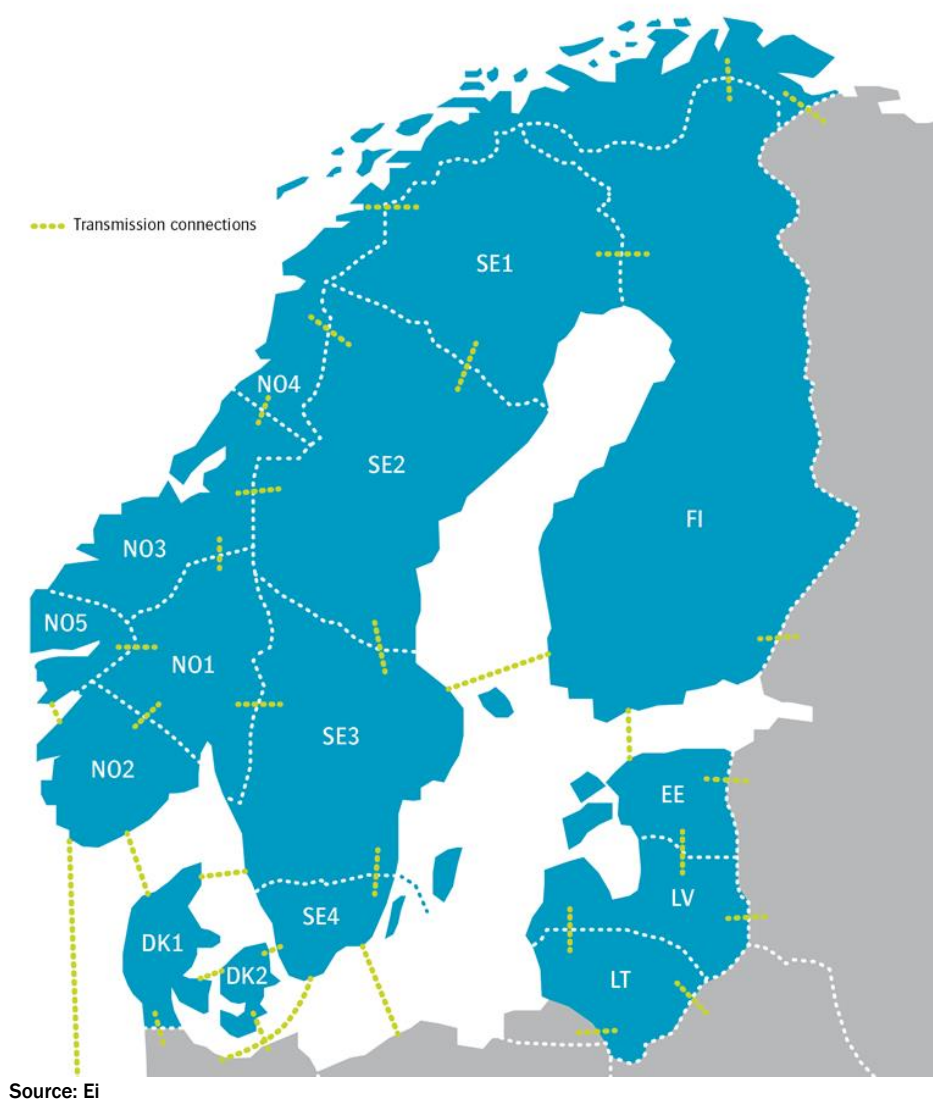 Transmission connections
SE1
NO4
SE2
FI
NO3
NO5
NO1
SE3
NO2
EE
LV
SE4
DK1
DK2
LT
Source: Ei